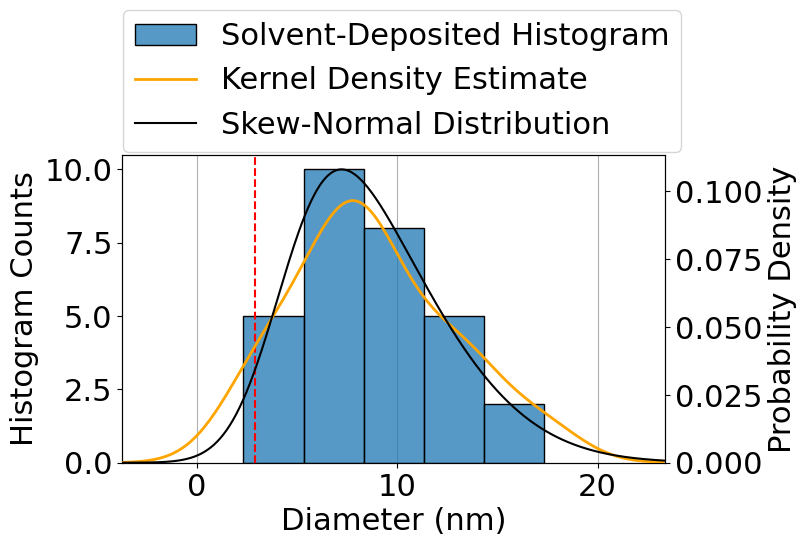 Solvent-Deposited Histogram
Kernel Density Estimate
Skew-Normal Distribution
Histogram Counts
10.0
7.5
5.0
2.5
0.0
0 10 20
Diameter (nm)
0.100
0.075
0.050
0.025
0.000
Probability Density